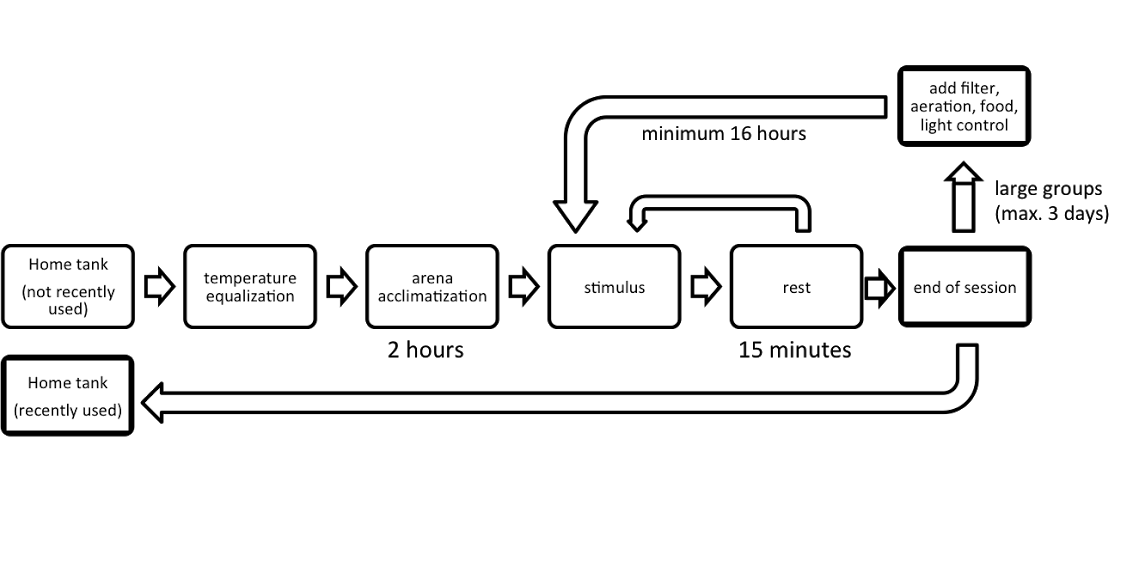 add filter,
aeration, food,
light control
minimum 16 hours
large groups
(max. 3 days)
Home tank
(not recently
used)
temperature
equalization
arena
acclimatization
stimulus
rest
end of session
2 hours
15 minutes
Home tank
(recently used)